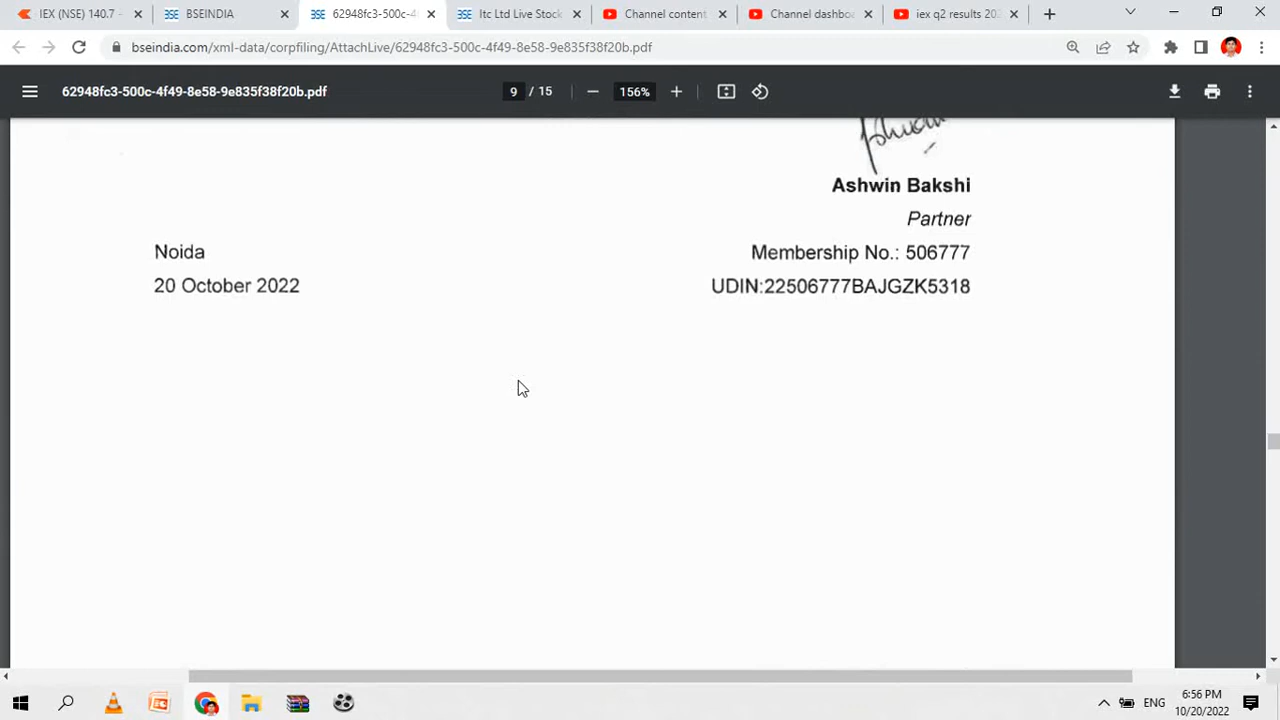 IEX (NSE) 140.7 -
BSEINDIA
62948fc3-500c-4
Itc Ltd Live Stock
Channel content
Channel dashboa
iex q2 results 202
bseindia.com/xml-data/corpfiling/AttachLive/62948fc3-500c-4f49-8e58-9e835f38f20b.pdf
62948fc3-500c-4f49-8e58-9e835f38f20b.pdf
9 / 15
156%
Ashwin Bakshi
Partner
Noida
Membership No.: 506777
20 October 2022
UDIN:22506777BAJGZK5318
ENG
6:56 PM
10/20/2022